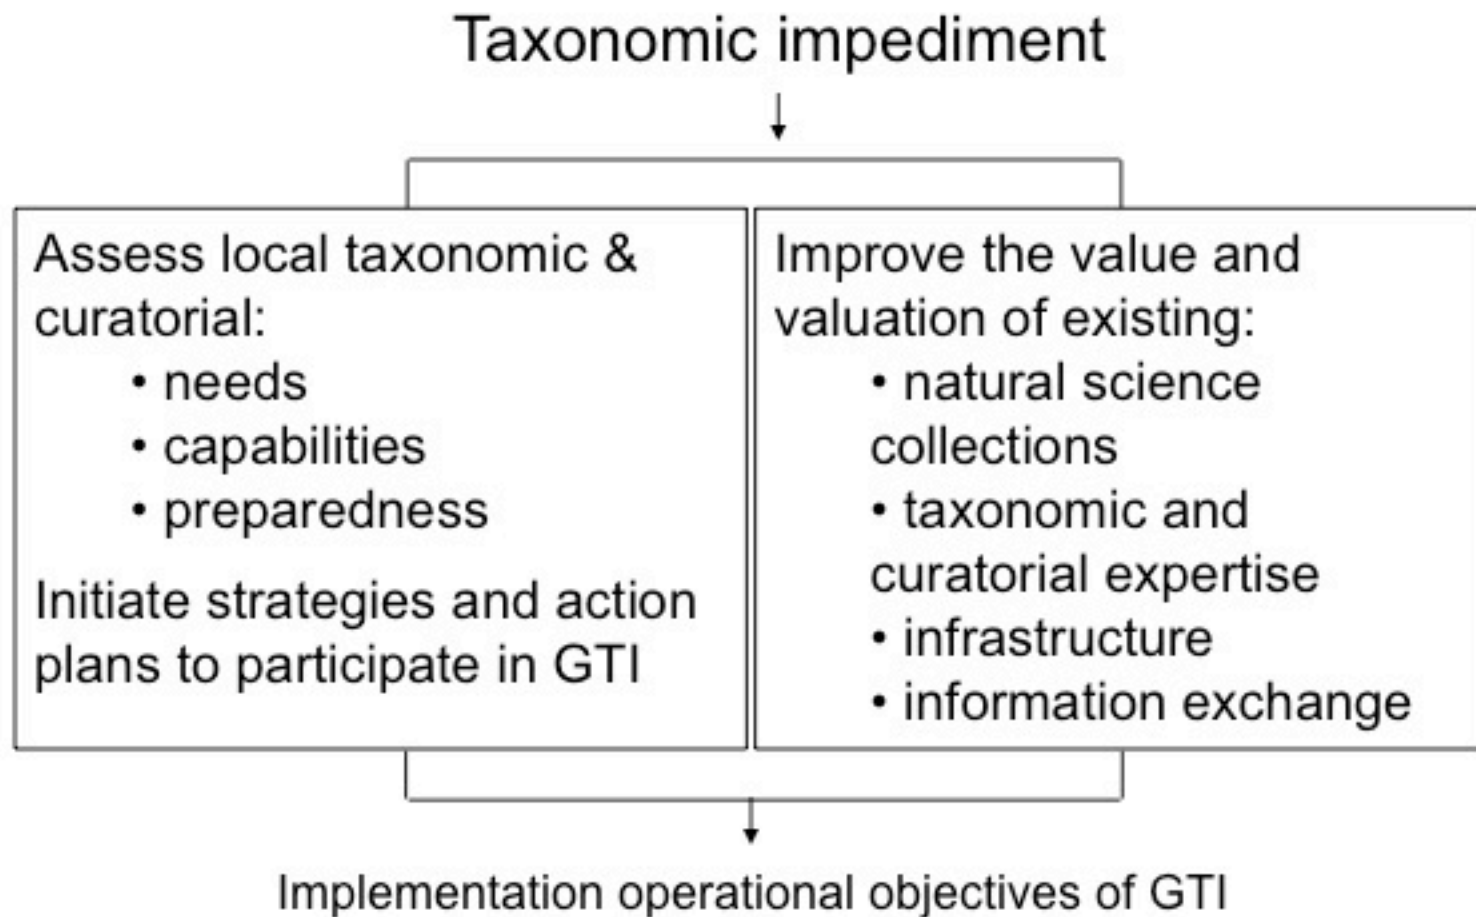 Taxonomic impediment
Assess local taxonomic &
curatorial:
• needs
• capabilities
• preparedness
Initiate strategies and action
plans to participate in GTI
Improve the value and
valuation of existing:
• natural science
collections
• taxonomic and
curatorial expertise
• infrastructure
• information exchange
Implementation operational objectives of GTI